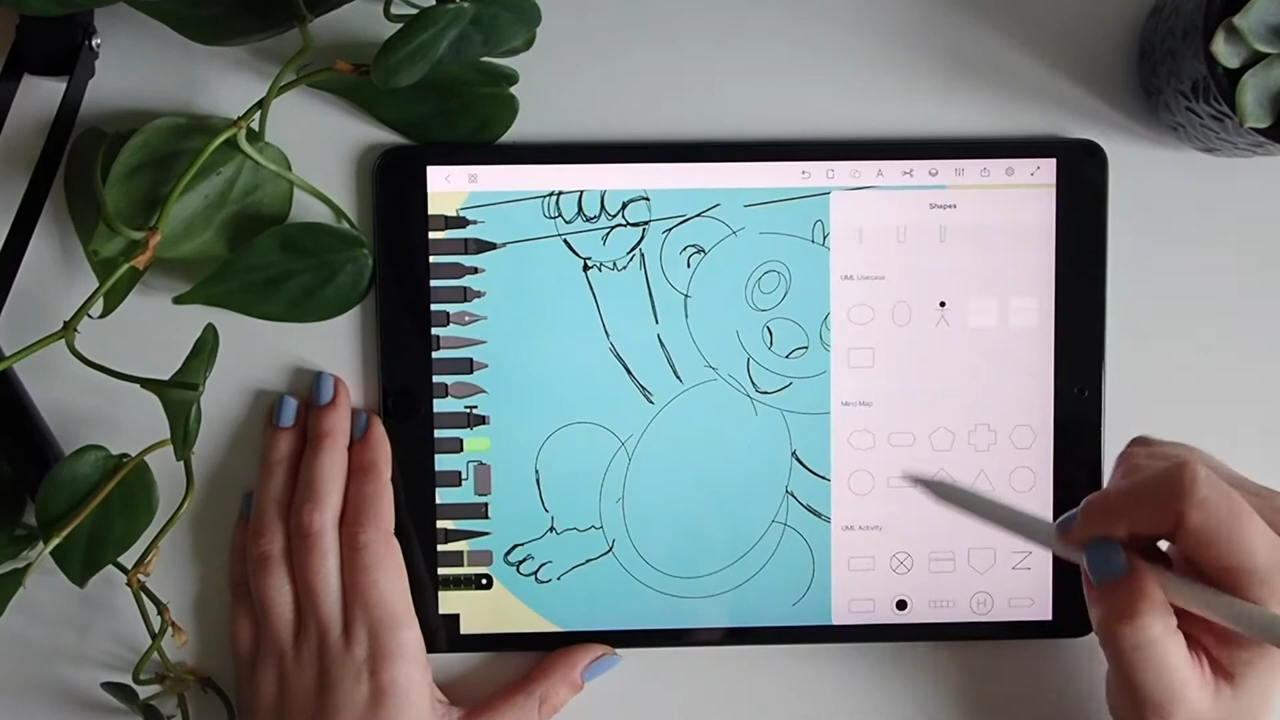 A
Shapes
UML Usecase
Mind Map
UML Activity
H